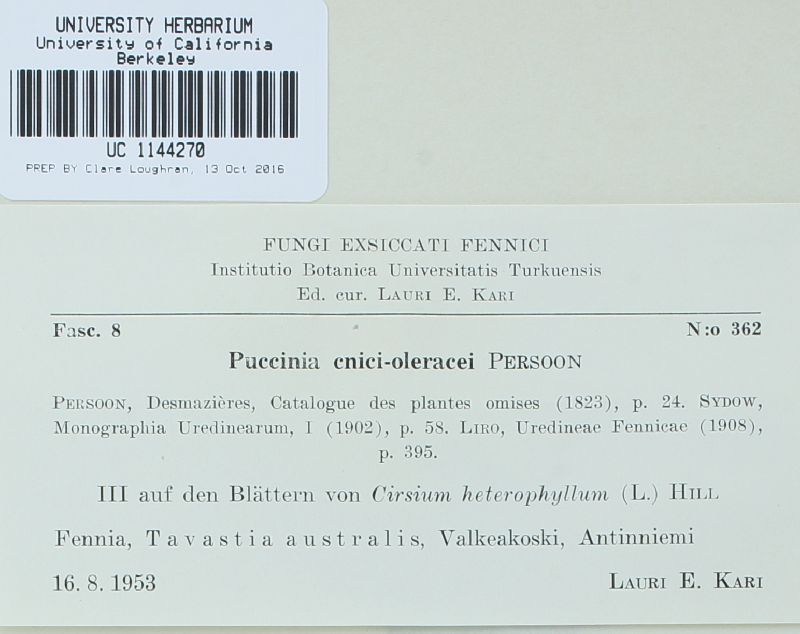 UNIVERSITY HERBARIUM
University of California
Berkeley
UC 1144270
PREP BY Clare Loughran, 13 Oct 2016
FUNGI EXSICCATI FENNICI
Institutio Botanica Universitatis Turkuensis
Ed. cur. LAURI E. KARI
Fasc. 8 N:o 362
Puccinia cnici-oleracei PERSOON
PERSOON, Desmazières, Catalogue des plantes omises (1823), p. 24. SYDOW,
Monographia Uredinearum, I (1902), p. 58. LIRO, Uredineae Fennicae (1908),
p. 395.
III auf den Blättern von Cirsium heterophyllum (L.) HILL
Fennia, Tavastia australis, Valkeakoski, Antinniemi
16. 8. 1953 LAURI E. KARI